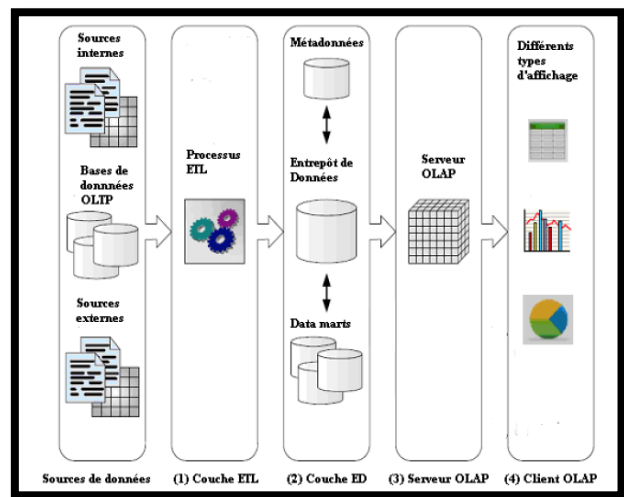 Sources
internes
Bases de
donnnées
OLTP
Sources
externes
Processus
ETL
Métadonnées
Entrepôt de
Données
Data marts
Serveur
OLAP
Différents
types
d'affichage
Sources de données
(1) Couche ETL
(2) Couche ED
(3) Serveur OLAP
(4) Client OLAP